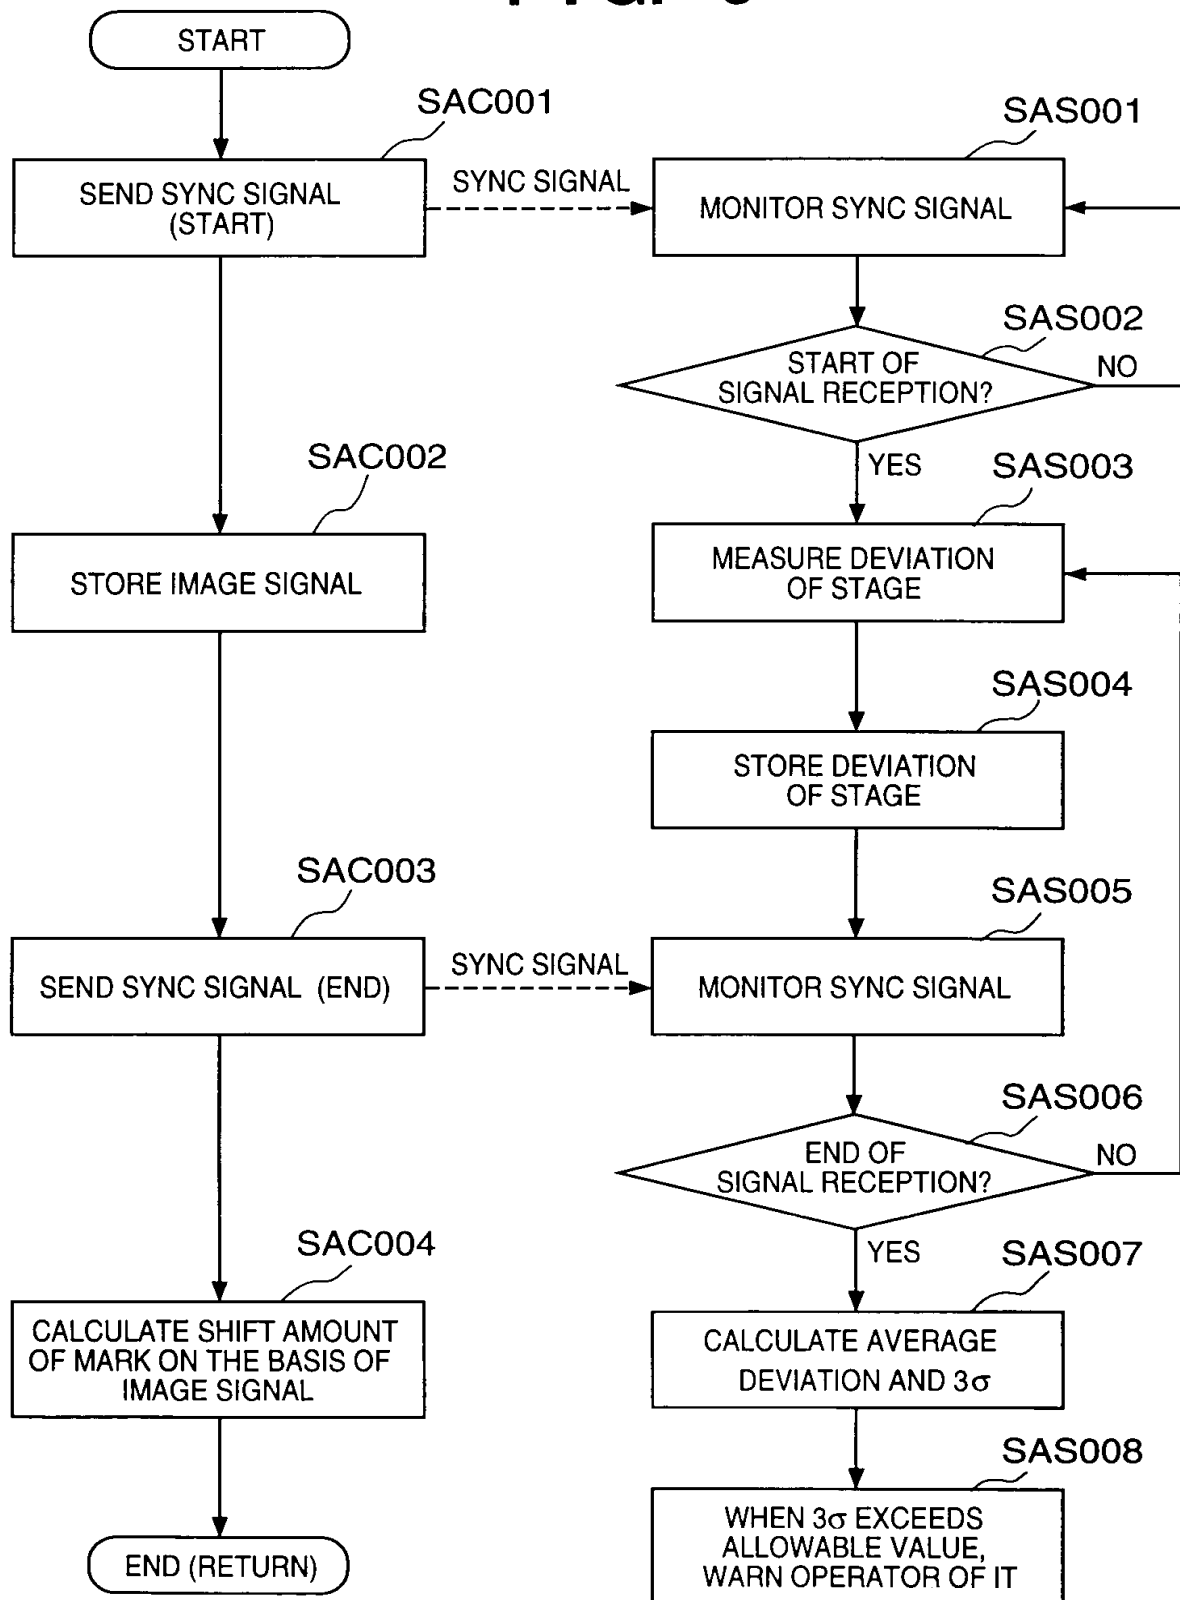 START
SAC001
SEND SYNC SIGNAL
(START)
SYNC SIGNAL
SAS001
MONITOR SYNC SIGNAL
SAS002
START OF
SIGNAL RECEPTION?
NO
YES
SAC002
STORE IMAGE SIGNAL
SAS003
MEASURE DEVIATION
OF STAGE
SAS004
STORE DEVIATION
OF STAGE
SAC003
SEND SYNC SIGNAL (END)
SYNC SIGNAL
SAS005
MONITOR SYNC SIGNAL
SAS006
END OF
SIGNAL RECEPTION?
NO
YES
SAC004
CALCULATE SHIFT AMOUNT
OF MARK ON THE BASIS OF
IMAGE SIGNAL
SAS007
CALCULATE AVERAGE
DEVIATION AND 3σ
SAS008
WHEN 3σ EXCEEDS
ALLOWABLE VALUE,
WARN OPERATOR OF IT
END (RETURN)